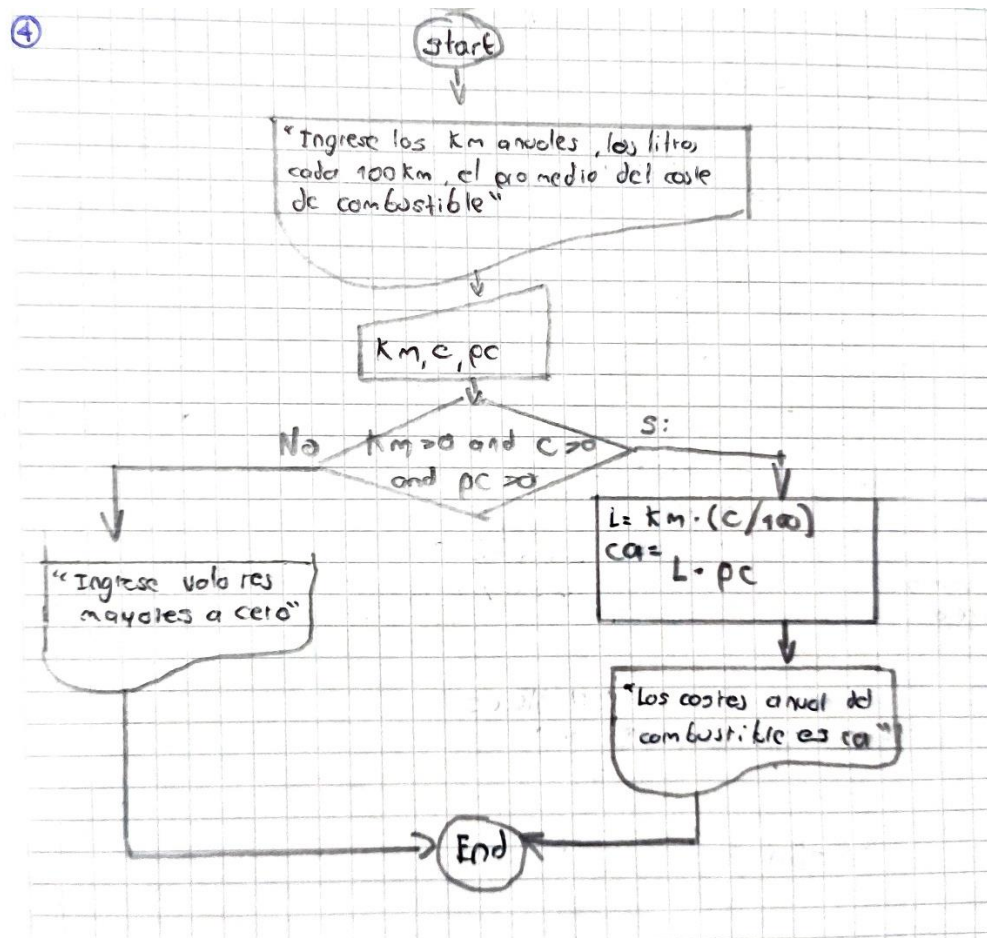 4
start
"Ingrese los Km anuales, los litros
cada 100 km, el promedio del coste
de combustible"
Km, c, pc
No
Km >0 and C >0
and pc >0
Si
L= Km·(C/100)
ca=
L·pc
"Ingrese valores
mayores a cero"
"Los costes anual del
combustible es ca"
End